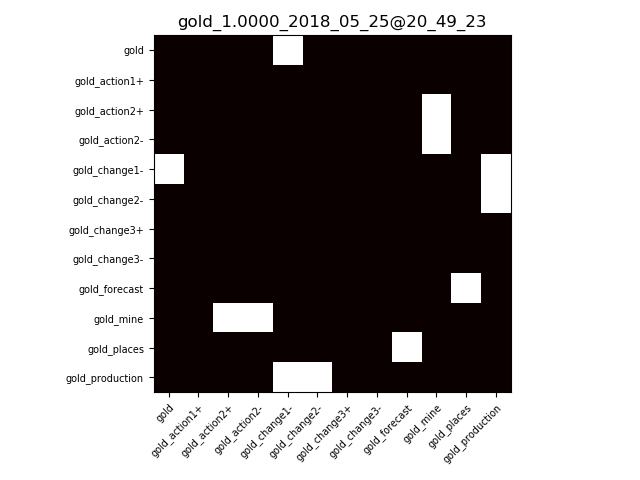 gold_1.0000_2018_05_25@20_49_23
gold
gold_action1+
gold_action2+
gold_action2-
gold_change1-
gold_change2-
gold_change3+
gold_change3-
gold_forecast
gold_mine
gold_places
gold_production
gold
gold_action1+
gold_action2+
gold_action2-
gold_change1-
gold_change2-
gold_change3+
gold_change3-
gold_forecast
gold_mine
gold_places
gold_production